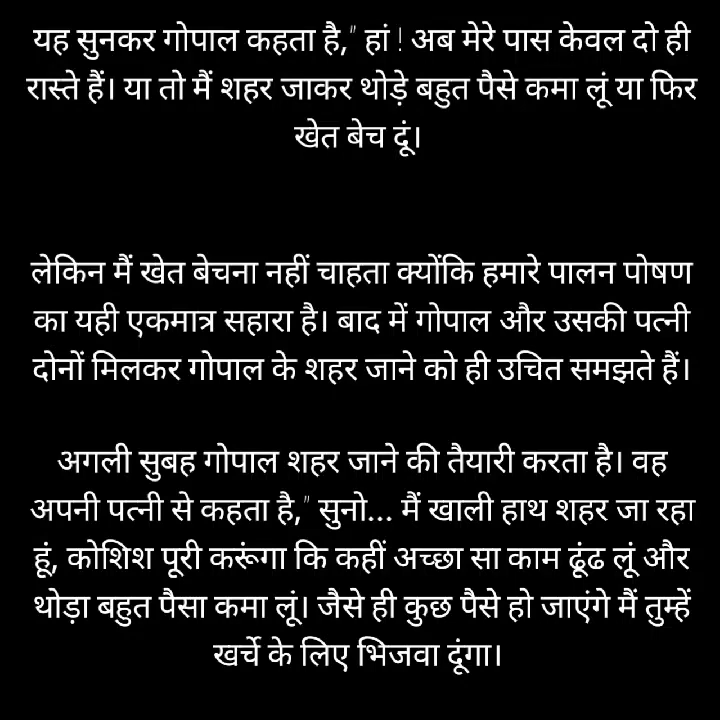 यह सुनकर गोपाल कहता है," हां ! अब मेरे पास केवल दो ही
रास्ते हैं। या तो मैं शहर जाकर थोड़े बहुत पैसे कमा लूं या फिर
खेत बेच दूं।
लेकिन मैं खेत बेचना नहीं चाहता क्योंकि हमारे पालन पोषण
का यही एकमात्र सहारा है। बाद में गोपाल और उसकी पत्नी
दोनों मिलकर गोपाल के शहर जाने को ही उचित समझते हैं।
अगली सुबह गोपाल शहर जाने की तैयारी करता है। वह
अपनी पत्नी से कहता है," सुनो... मैं खाली हाथ शहर जा रहा
हूं, कोशिश पूरी करूंगा कि कहीं अच्छा सा काम ढूंढ लूं और
थोड़ा बहुत पैसा कमा लूं। जैसे ही कुछ पैसे हो जाएंगे मैं तुम्हें
खर्चे के लिए भिजवा दूंगा।